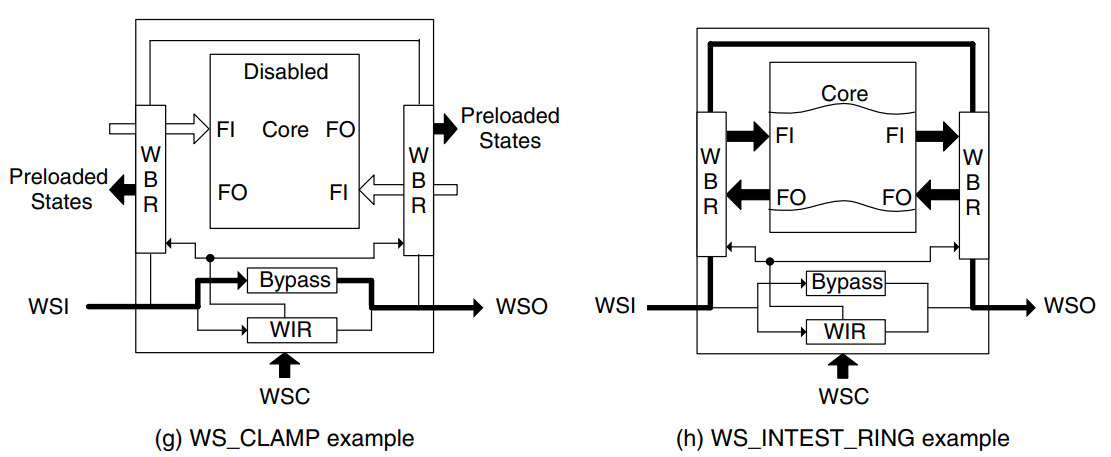 Disabled
FI Core FO
FO FI
W
B
R
W
B
R
Preloaded
States
Preloaded
States
Bypass
WIR
WSI
WSO
WSC
(g) WS_CLAMP example
Core
FI FI
FO FO
W
B
R
W
B
R
Bypass
WIR
WSI
WSO
WSC
(h) WS_INTEST_RING example